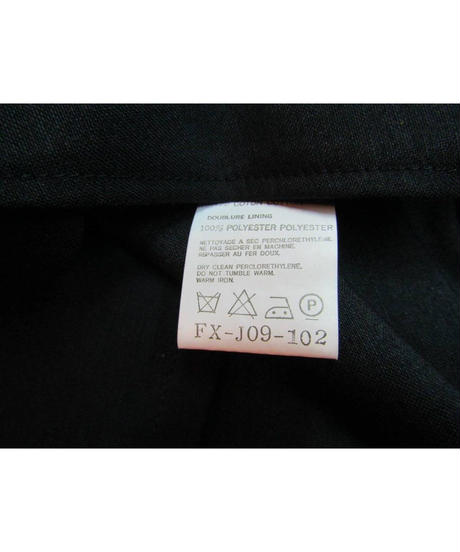 DOUBLURE LINING
100% POLYESTER POLYESTER
NETTOYAGE A SEC PERCHLORETHYLENE.
NE PAS SECHER EN MACHINE.
REPASSER AU FER DOUX.
DRY CLEAN PERCLORETHYLENE.
DO NOT TUMBLE WARM.
WARM IRON.
P
FX-J09-102